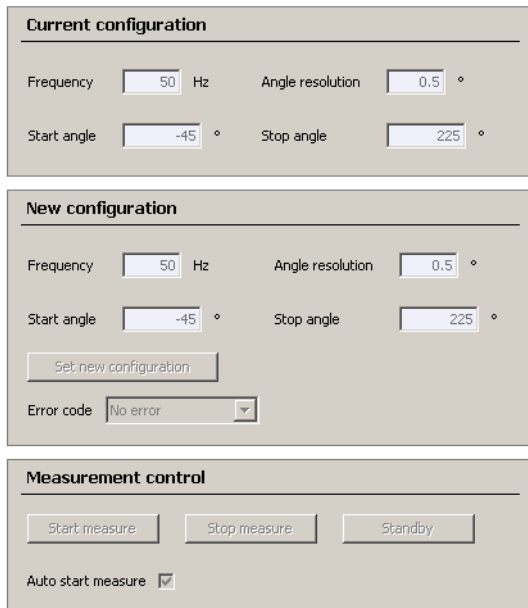 Current configuration
Frequency 50 Hz Angle resolution 0.5 °
Start angle -45 ° Stop angle 225 °
New configuration
Frequency 50 Hz Angle resolution 0.5 °
Start angle -45 ° Stop angle 225 °
Set new configuration
Error code No error
Measurement control
Start measure Stop measure Standby
Auto start measure